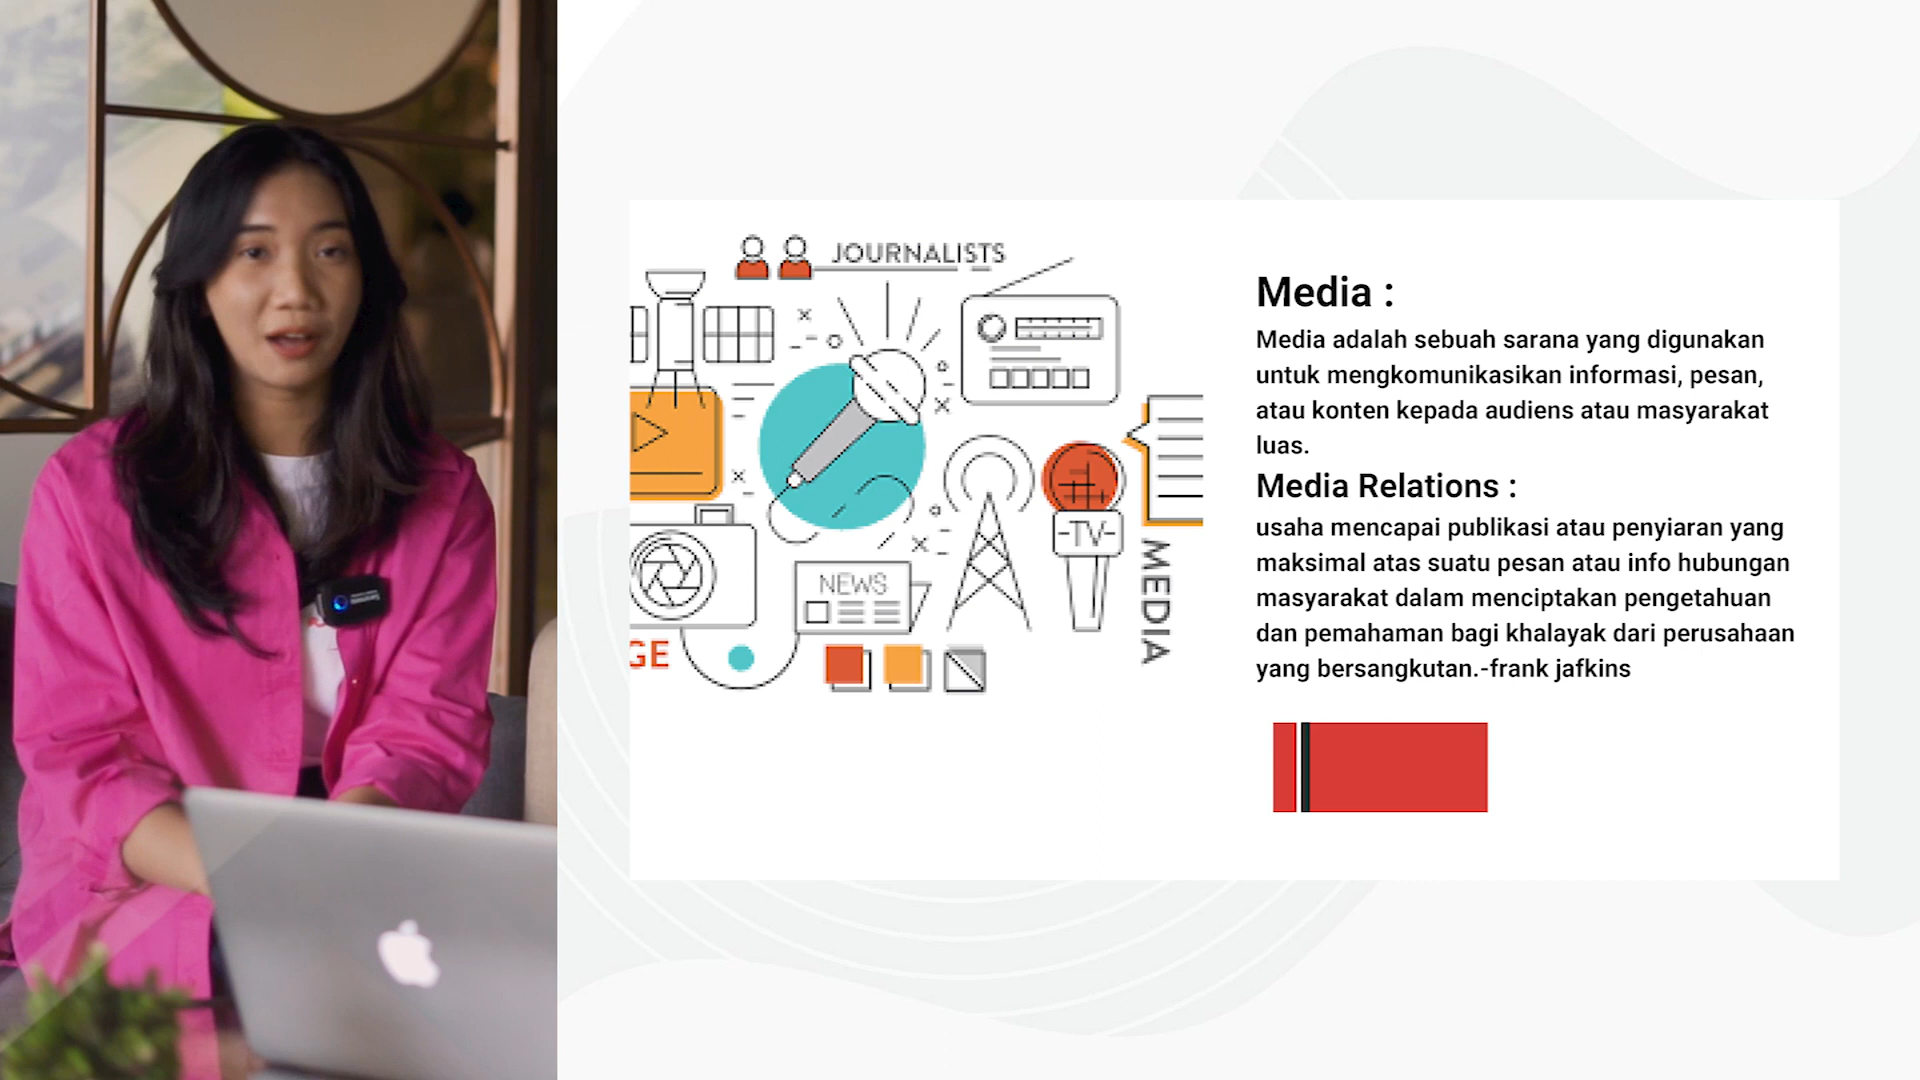 JOURNALISTS
NEWS
-TV-
MEDIA
GE
Media :
Media adalah sebuah sarana yang digunakan
untuk mengkomunikasikan informasi, pesan,
atau konten kepada audiens atau masyarakat
luas.
Media Relations :
usaha mencapai publikasi atau penyiaran yang
maksimal atas suatu pesan atau info hubungan
masyarakat dalam menciptakan pengetahuan
dan pemahaman bagi khalayak dari perusahaan
yang bersangkutan.-frank jafkins